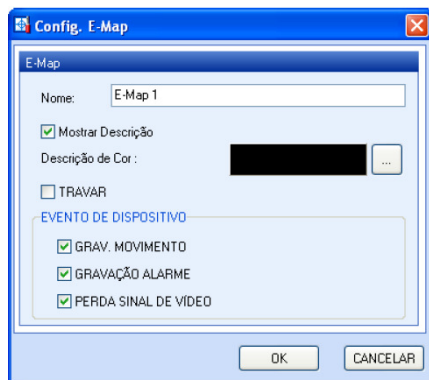 Config. E-Map
E-Map
Nome: E-Map 1
Mostrar Descrição
Descrição de Cor : ...
TRAVAR
EVENTO DE DISPOSITIVO
GRAV. MOVIMENTO
GRAVAÇÃO ALARME
PERDA SINAL DE VÍDEO
OK CANCELAR